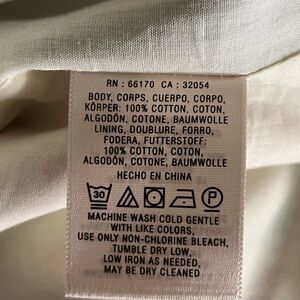 RN : 66170 CA : 32054
BODY, CORPS, CUERPO, CORPO,
KÖRPER: 100% COTTON, COTON,
ALGODÓN, COTONE, BAUMWOLLE
LINING, DOUBLURE, FORRO,
FODERA, FUTTERSTOFF:
100% COTTON, COTON,
ALGODÓN, COTONE, BAUMWOLLE
HECHO EN CHINA
30 P
MACHINE WASH COLD GENTLE
WITH LIKE COLORS,
USE ONLY NON-CHLORINE BLEACH,
TUMBLE DRY LOW,
LOW IRON AS NEEDED,
MAY BE DRY CLEANED